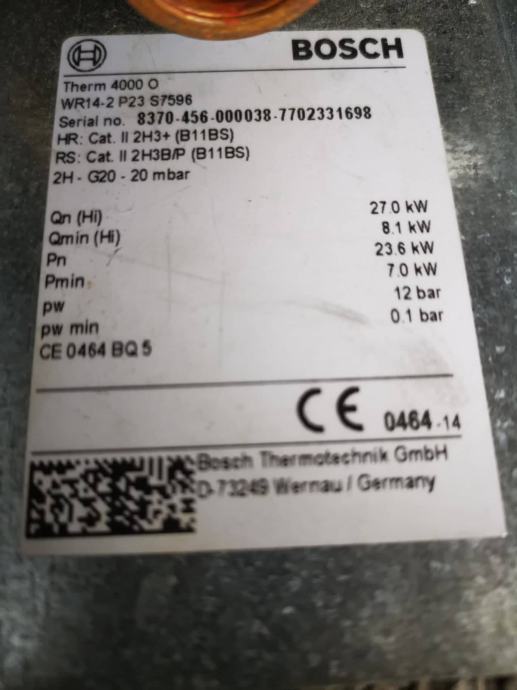 BOSCH
Therm 4000 O
WR14-2 P23 S7596
Serial no. 8370-456-000038-7702331698
HR: Cat. II 2H3+ (B11BS)
RS: Cat. II 2H3B/P (B11BS)
2H - G20 - 20 mbar
Qn (Hi) 27.0 kW
Qmin (Hi) 8.1 kW
Pn 23.6 kW
Pmin 7.0 kW
pw 12 bar
pw min 0.1 bar
CE 0464 BQ 5
CE 0464-14
Bosch Thermotechnik GmbH
D-73249 Wernau / Germany